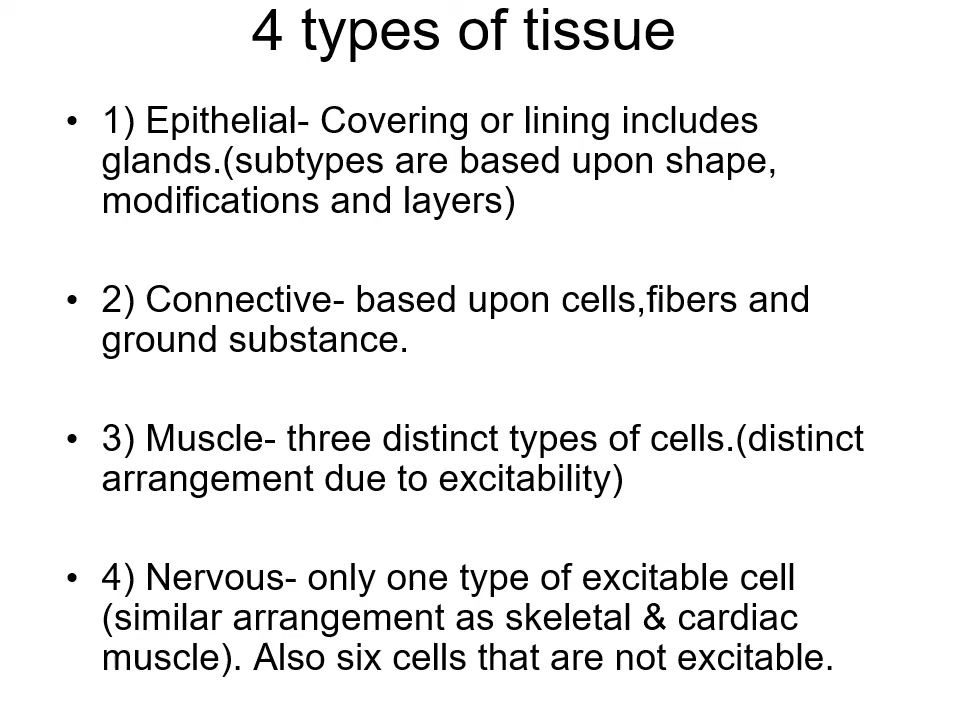 4 types of tissue
• 1) Epithelial- Covering or lining includes
glands.(subtypes are based upon shape,
modifications and layers)
• 2) Connective- based upon cells,fibers and
ground substance.
• 3) Muscle- three distinct types of cells.(distinct
arrangement due to excitability)
• 4) Nervous- only one type of excitable cell
(similar arrangement as skeletal & cardiac
muscle). Also six cells that are not excitable.